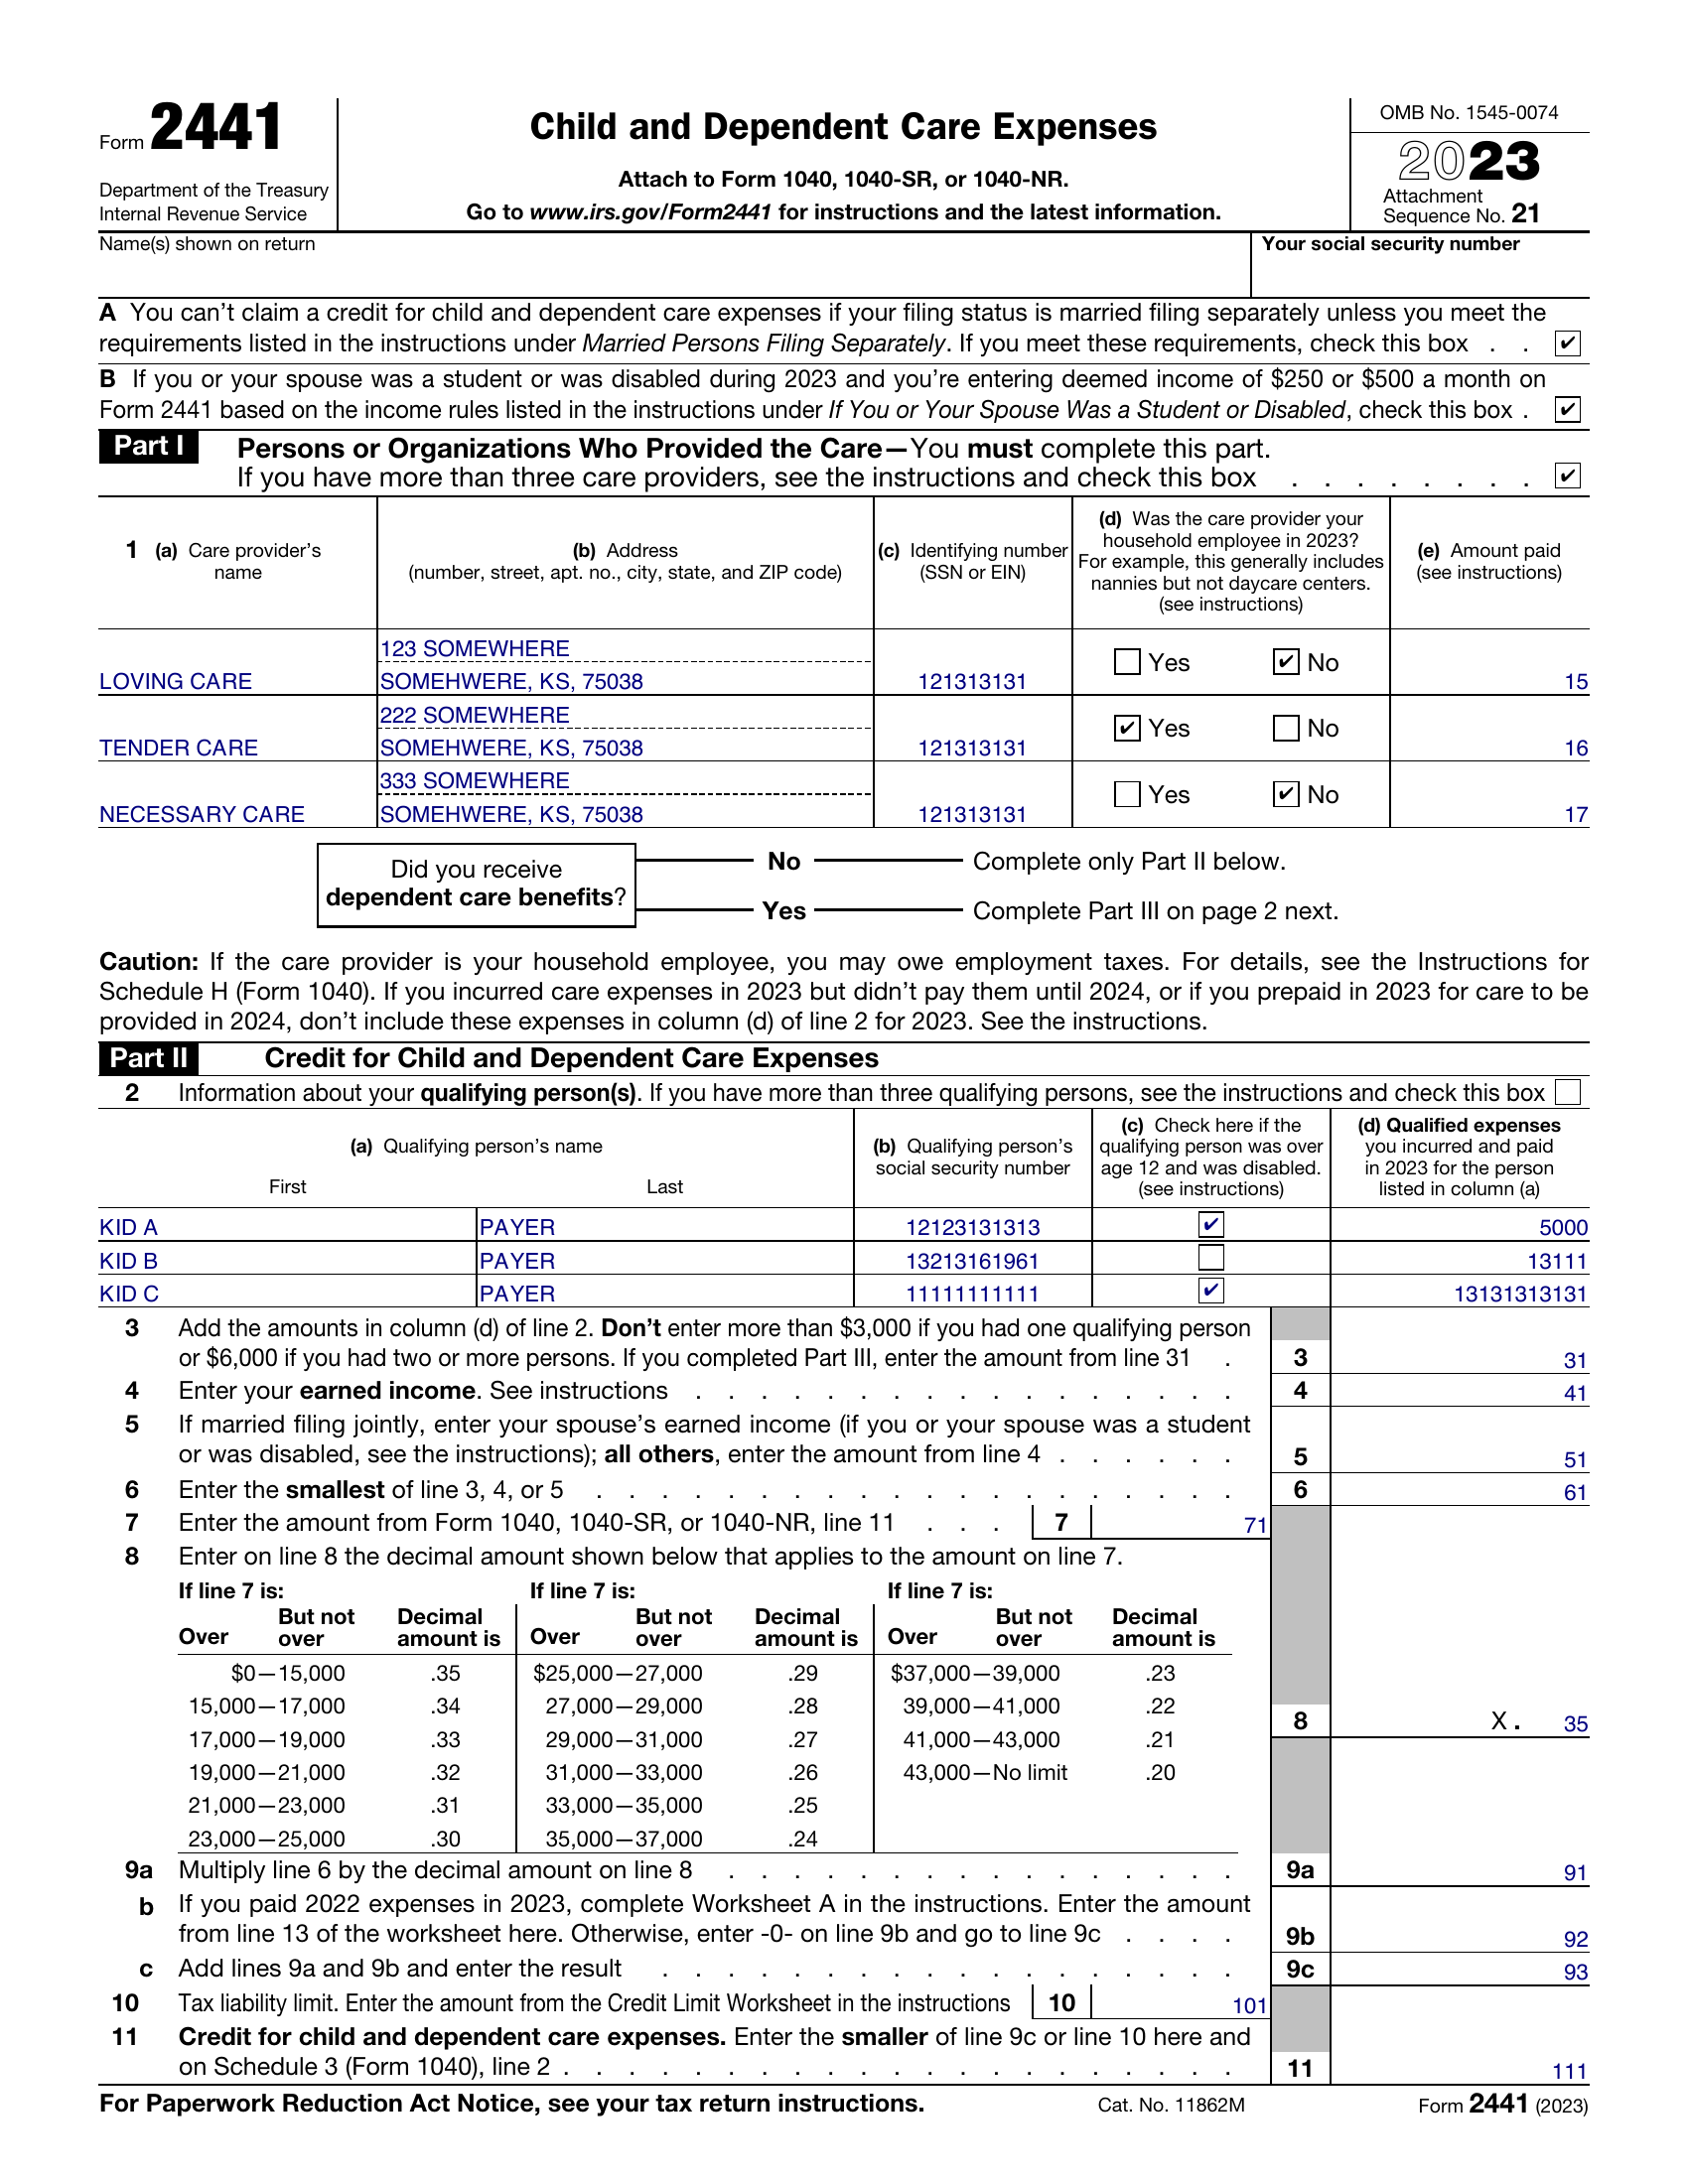 Form 2441
Department of the Treasury
Internal Revenue Service
Child and Dependent Care Expenses
Attach to Form 1040, 1040-SR, or 1040-NR.
Go to www.irs.gov/Form2441 for instructions and the latest information.
OMB No. 1545-0074
2023
Attachment
Sequence No. 21
Name(s) shown on return
Your social security number
A You can’t claim a credit for child and dependent care expenses if your filing status is married filing separately unless you meet the
requirements listed in the instructions under Married Persons Filing Separately. If you meet these requirements, check this box . . ✔
B If you or your spouse was a student or was disabled during 2023 and you’re entering deemed income of $250 or $500 a month on
Form 2441 based on the income rules listed in the instructions under If You or Your Spouse Was a Student or Disabled, check this box . ✔
Part I Persons or Organizations Who Provided the Care—You must complete this part.
If you have more than three care providers, see the instructions and check this box . . . . . . . . ✔
1 (a) Care provider’s
name
(b) Address
(number, street, apt. no., city, state, and ZIP code)
(c) Identifying number
(SSN or EIN)
(d) Was the care provider your
household employee in 2023?
For example, this generally includes
nannies but not daycare centers.
(see instructions)
(e) Amount paid
(see instructions)
123 SOMEWHERE
LOVING CARE SOMEHWERE, KS, 75038 121313131 Yes ✔ No 15
222 SOMEWHERE
TENDER CARE SOMEHWERE, KS, 75038 121313131 ✔ Yes No 16
333 SOMEWHERE
NECESSARY CARE SOMEHWERE, KS, 75038 121313131 Yes ✔ No 17
Did you receive
dependent care benefits?
No Complete only Part II below.
Yes Complete Part III on page 2 next.
Caution: If the care provider is your household employee, you may owe employment taxes. For details, see the Instructions for
Schedule H (Form 1040). If you incurred care expenses in 2023 but didn’t pay them until 2024, or if you prepaid in 2023 for care to be
provided in 2024, don’t include these expenses in column (d) of line 2 for 2023. See the instructions.
Part II Credit for Child and Dependent Care Expenses
2 Information about your qualifying person(s). If you have more than three qualifying persons, see the instructions and check this box
(a) Qualifying person’s name
First Last
(b) Qualifying person’s
social security number
(c) Check here if the
qualifying person was over
age 12 and was disabled.
(see instructions)
(d) Qualified expenses
you incurred and paid
in 2023 for the person
listed in column (a)
KID A PAYER 12123131313 ✔ 5000
KID B PAYER 13213161961 13111
KID C PAYER 11111111111 ✔ 13131313131
3 Add the amounts in column (d) of line 2. Don’t enter more than $3,000 if you had one qualifying person
or $6,000 if you had two or more persons. If you completed Part III, enter the amount from line 31 . 3 31
4 Enter your earned income. See instructions . . . . . . . . . . . . . . . . . 4 41
5 If married filing jointly, enter your spouse’s earned income (if you or your spouse was a student
or was disabled, see the instructions); all others, enter the amount from line 4 . . . . . . 5 51
6 Enter the smallest of line 3, 4, or 5 . . . . . . . . . . . . . . . . . . . . 6 61
7 Enter the amount from Form 1040, 1040-SR, or 1040-NR, line 11 . . . 7 71
8 Enter on line 8 the decimal amount shown below that applies to the amount on line 7.
If line 7 is: If line 7 is: If line 7 is:
But not Decimal But not Decimal But not Decimal
Over over amount is Over over amount is Over over amount is
$0—15,000 .35 $25,000—27,000 .29 $37,000—39,000 .23
15,000—17,000 .34 27,000—29,000 .28 39,000—41,000 .22
17,000—19,000 .33 29,000—31,000 .27 41,000—43,000 .21
8 X . 35
19,000—21,000 .32 31,000—33,000 .26 43,000—No limit .20
21,000—23,000 .31 33,000—35,000 .25
23,000—25,000 .30 35,000—37,000 .24
9a Multiply line 6 by the decimal amount on line 8 . . . . . . . . . . . . . . . . 9a 91
b If you paid 2022 expenses in 2023, complete Worksheet A in the instructions. Enter the amount
from line 13 of the worksheet here. Otherwise, enter -0- on line 9b and go to line 9c . . . . 9b 92
c Add lines 9a and 9b and enter the result . . . . . . . . . . . . . . . . . . 9c 93
10 Tax liability limit. Enter the amount from the Credit Limit Worksheet in the instructions 10 101
11 Credit for child and dependent care expenses. Enter the smaller of line 9c or line 10 here and
on Schedule 3 (Form 1040), line 2 . . . . . . . . . . . . . . . . . . . . . 11 111
For Paperwork Reduction Act Notice, see your tax return instructions. Cat. No. 11862M Form 2441 (2023)